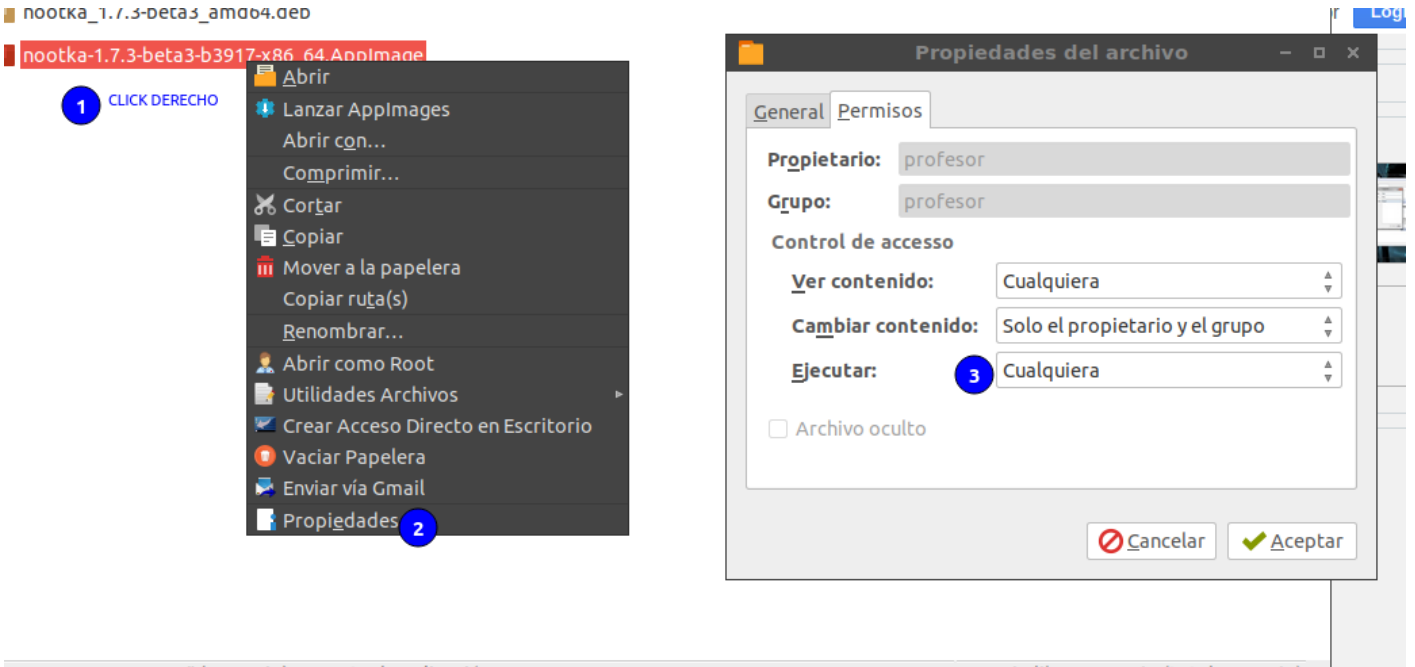 nootka_1.7.3-beta3_amd64.deb
nootka-1.7.3-beta3-b3917-x86_64.AppImage
1 CLICK DERECHO
Abrir
Lanzar AppImages
Abrir con...
Comprimir...
Cortar
Copiar
Mover a la papelera
Copiar ruta(s)
Renombrar...
Abrir como Root
Utilidades Archivos
Crear Acceso Directo en Escritorio
Vaciar Papelera
Enviar vía Gmail
Propiedades 2
Propiedades del archivo
General Permisos
Propietario: profesor
Grupo: profesor
Control de acceso
Ver contenido: Cualquiera
Cambiar contenido: Solo el propietario y el grupo
Ejecutar: 3 Cualquiera
Archivo oculto
Cancelar Aceptar